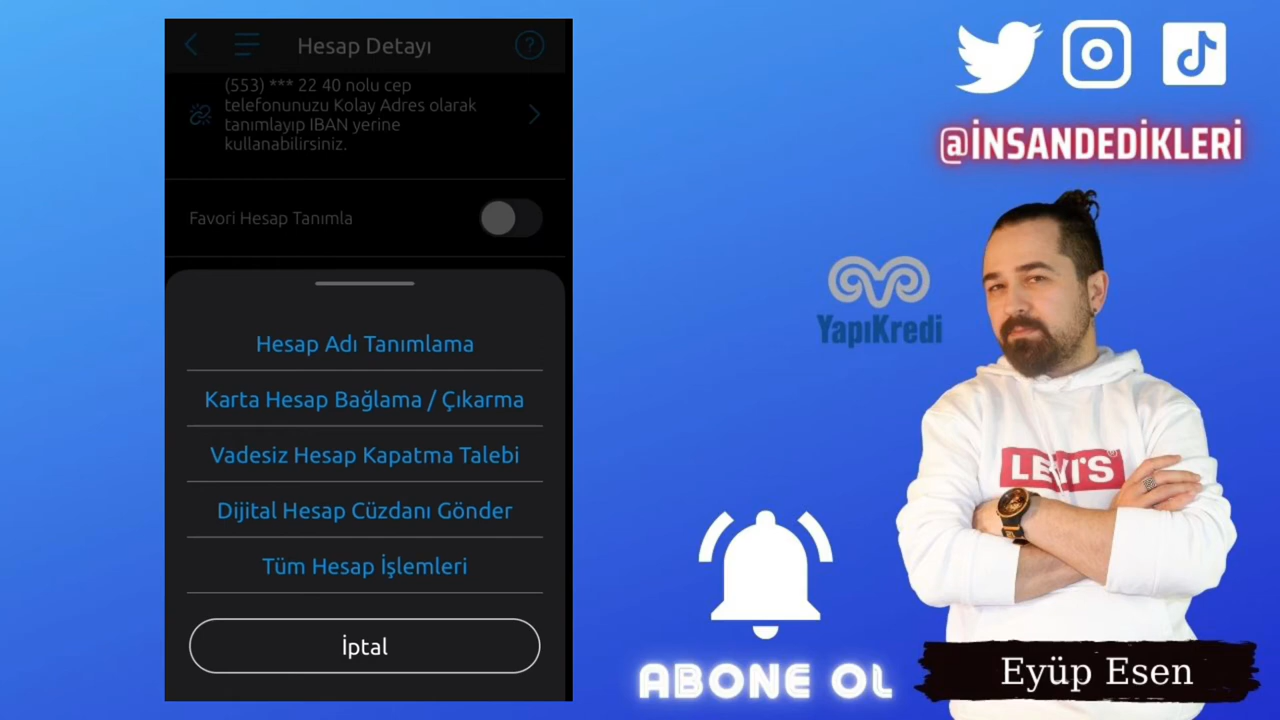 Hesap Detayı
?
(553) *** 22 40 nolu cep
telefonunuzu Kolay Adres olarak
tanımlayıp IBAN yerine
kullanabilirsiniz.
Favori Hesap Tanımla
Hesap Adı Tanımlama
Karta Hesap Bağlama / Çıkarma
Vadesiz Hesap Kapatma Talebi
Dijital Hesap Cüzdanı Gönder
Tüm Hesap İşlemleri
İptal
@İNSANDEDİKLERİ
YapıKredi
LEVI'S®
ABONE OL
Eyüp Esen